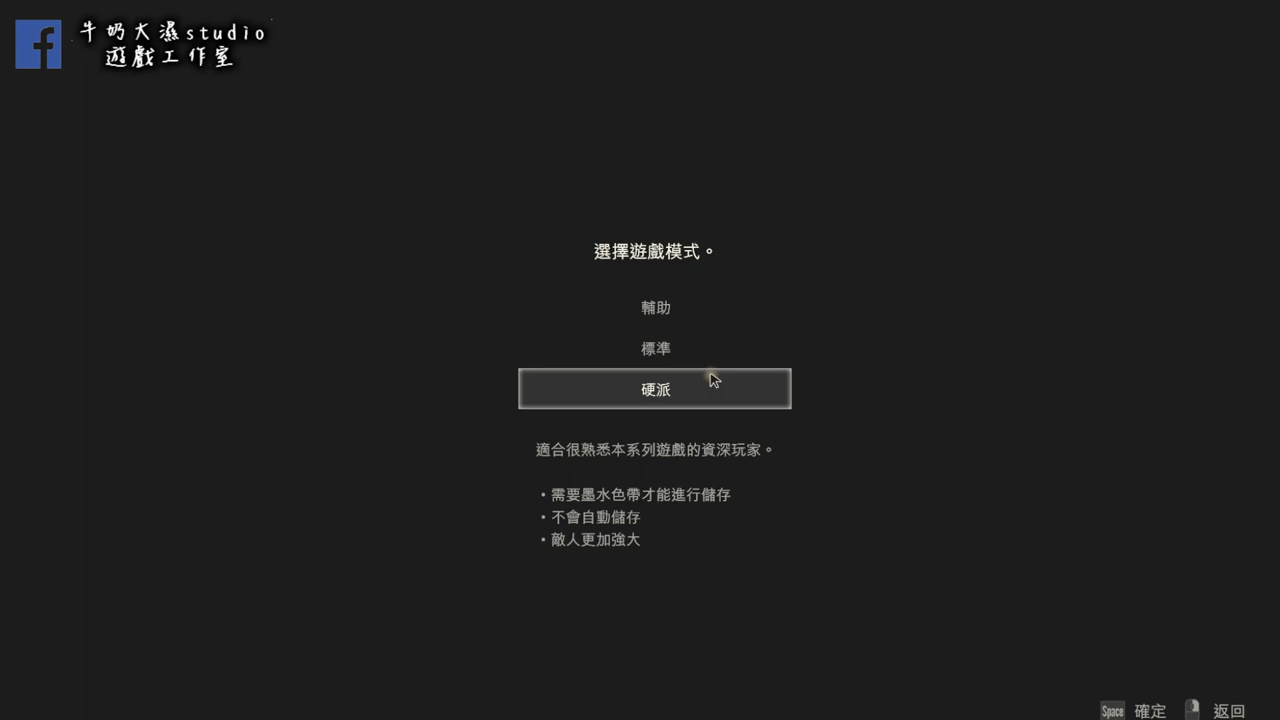 牛奶大濕studio
遊戲工作室
選擇遊戲模式。
輔助
標準
硬派
適合很熟悉本系列遊戲的資深玩家。
•需要墨水色帶才能進行儲存
•不會自動儲存
•敵人更加強大
Space 確定 返回